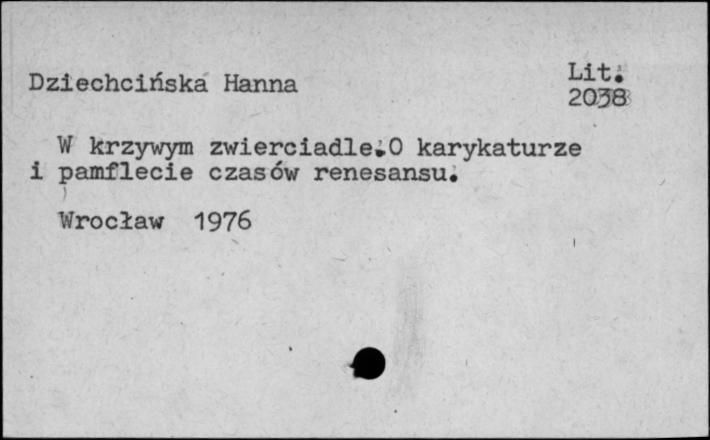 Dziechcińska Hanna
Lit.
2038
W krzywym zwierciadle.O karykaturze
i pamflecie czasów renesansu.
Wrocław 1976